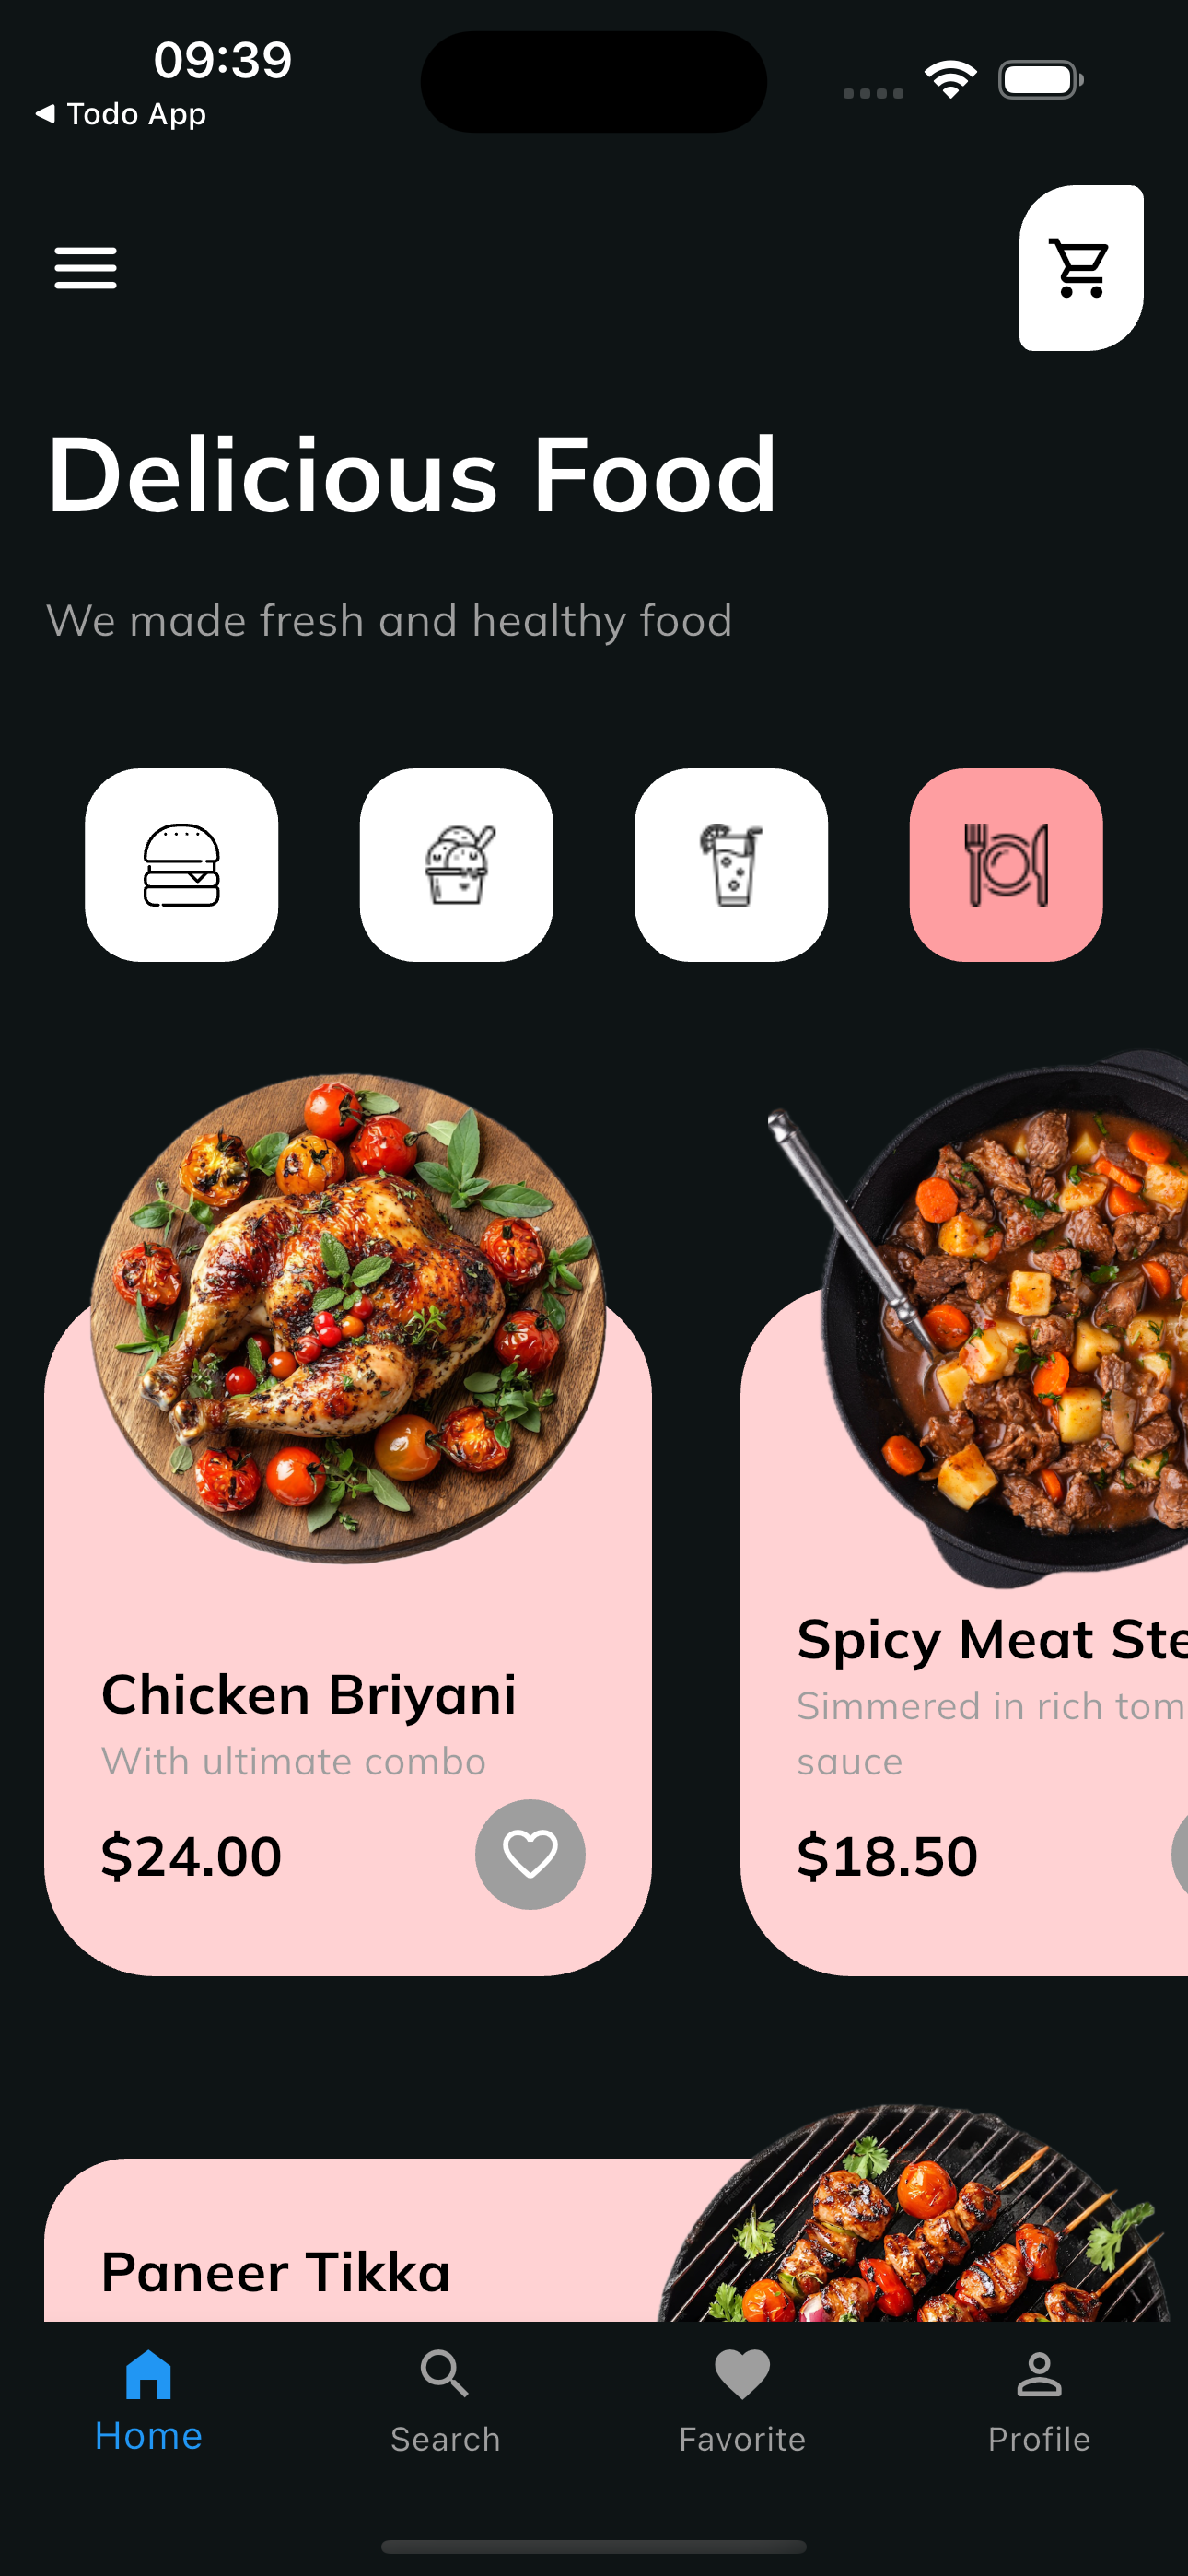 09:39
Todo App
Delicious Food
We made fresh and healthy food
Chicken Briyani
With ultimate combo
$24.00
Spicy Meat Ste
Simmered in rich tom
sauce
$18.50
Paneer Tikka
Home
Search
Favorite
Profile